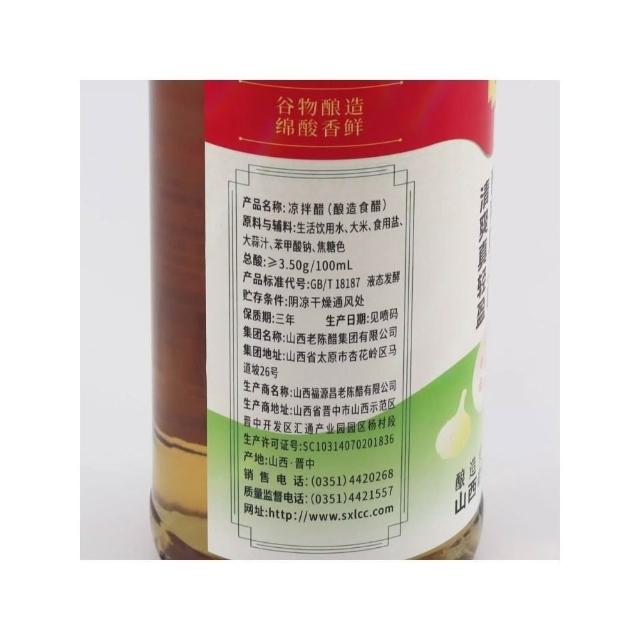 谷物酿造
绵酸香鲜
产品名称:凉拌醋(酿造食醋)
原料与辅料:生活饮用水、大米、食用盐、
大蒜汁、苯甲酸钠、焦糖色
总酸:≥3.50g/100mL
产品标准代号:GB/T 18187 液态发酵
贮存条件:阴凉干燥通风处
保质期:三年 生产日期:见喷码
集团名称:山西老陈醋集团有限公司
集团地址:山西省太原市杏花岭区马
道坡26号
生产商名称:山西福源昌老陈醋有限公司
生产商地址:山西省晋中市山西示范区
晋中开发区汇通产业园园区杨村段
生产许可证号:SC10314070201836
产地:山西·晋中
销售电话:(0351)4420268
质量监督电话:(0351)4421557
网址:http://www.sxlcc.com
清爽真轻盈
酿造
山西